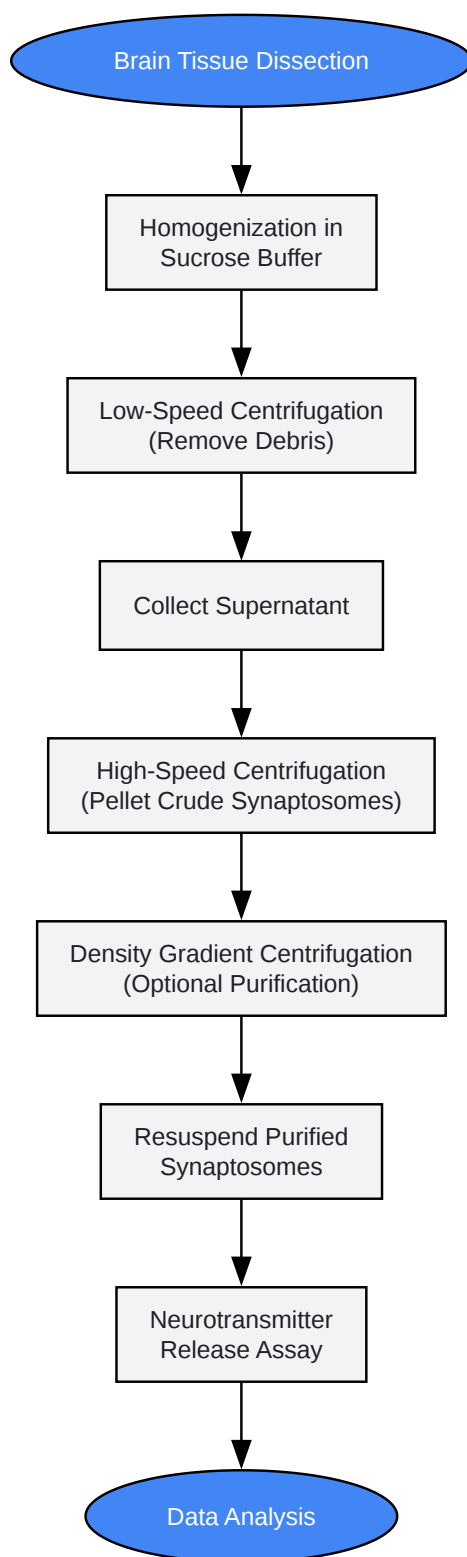 Brain Tissue Dissection
Homogenization in
Sucrose Buffer
Low-Speed Centrifugation
(Remove Debris)
Collect Supernatant
High-Speed Centrifugation
(Pellet Crude Synaptosomes)
Density Gradient Centrifugation
(Optional Purification)
Resuspend Purified
Synaptosomes
Neurotransmitter
Release Assay
Data Analysis